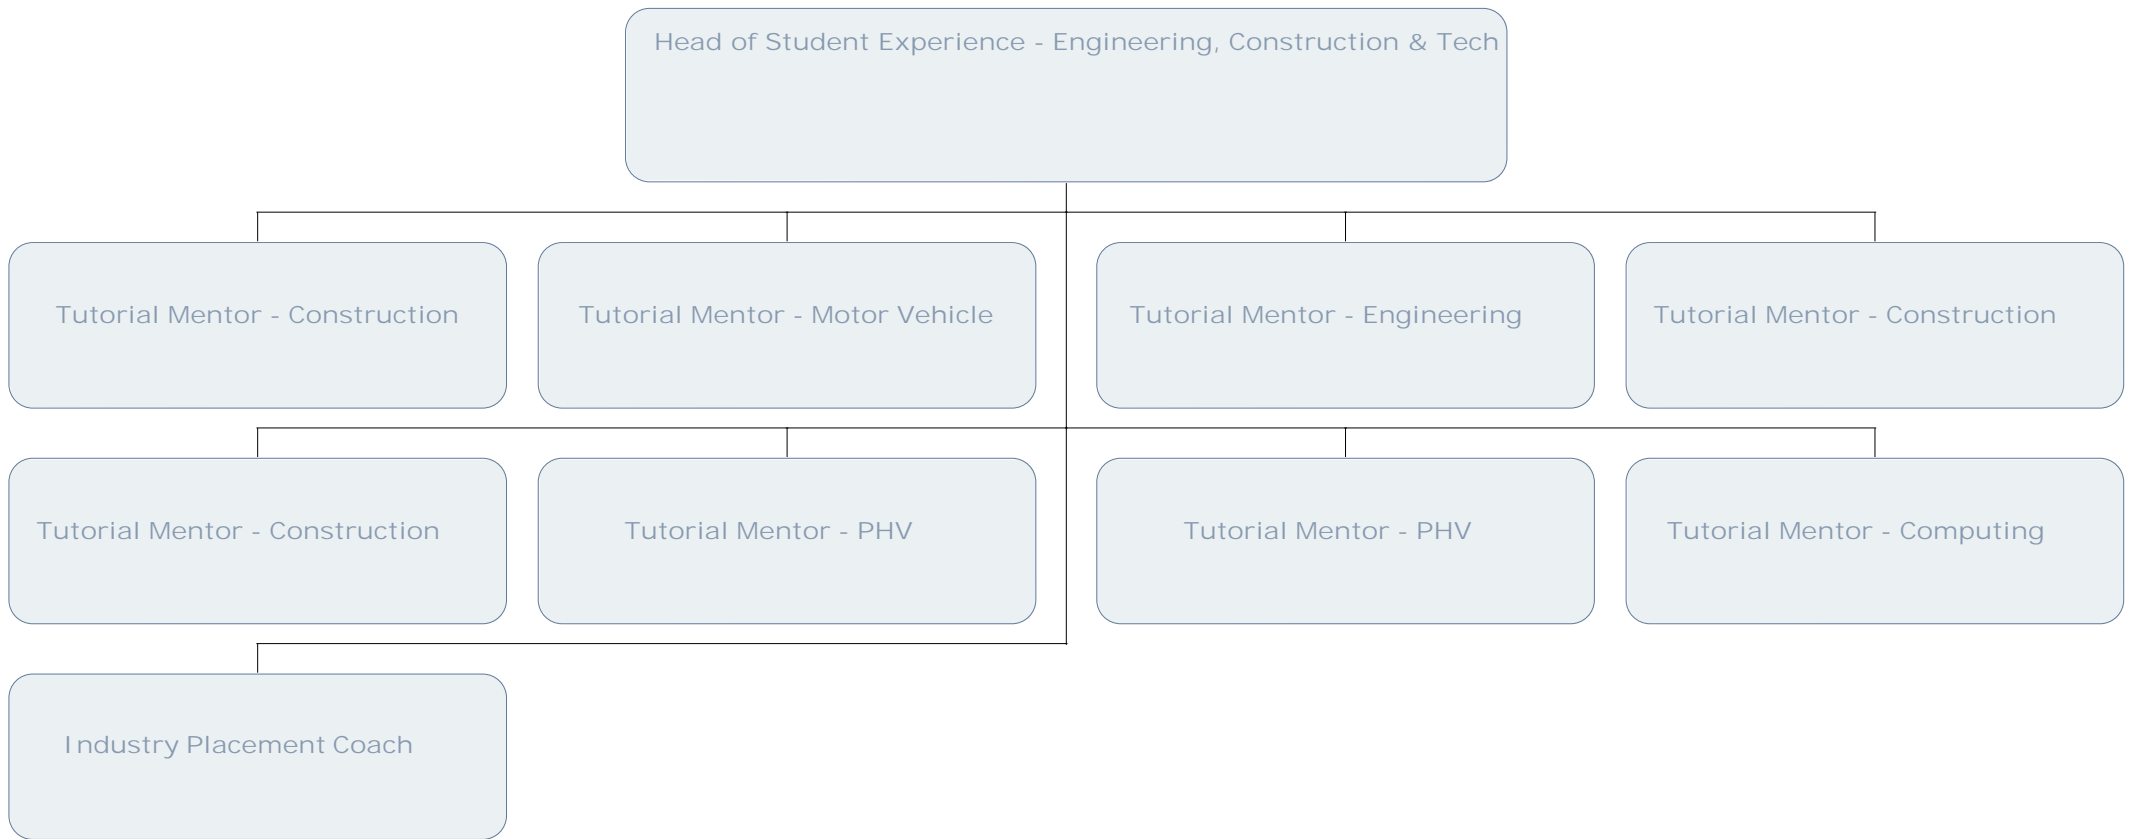 Head of Student Experience - Engineering, Construction & Tech
Tutorial Mentor - Construction
Tutorial Mentor - Motor Vehicle
Tutorial Mentor - Engineering
Tutorial Mentor - Construction
Tutorial Mentor - Construction
Tutorial Mentor - PHV
Tutorial Mentor - PHV
Tutorial Mentor - Computing
Industry Placement Coach